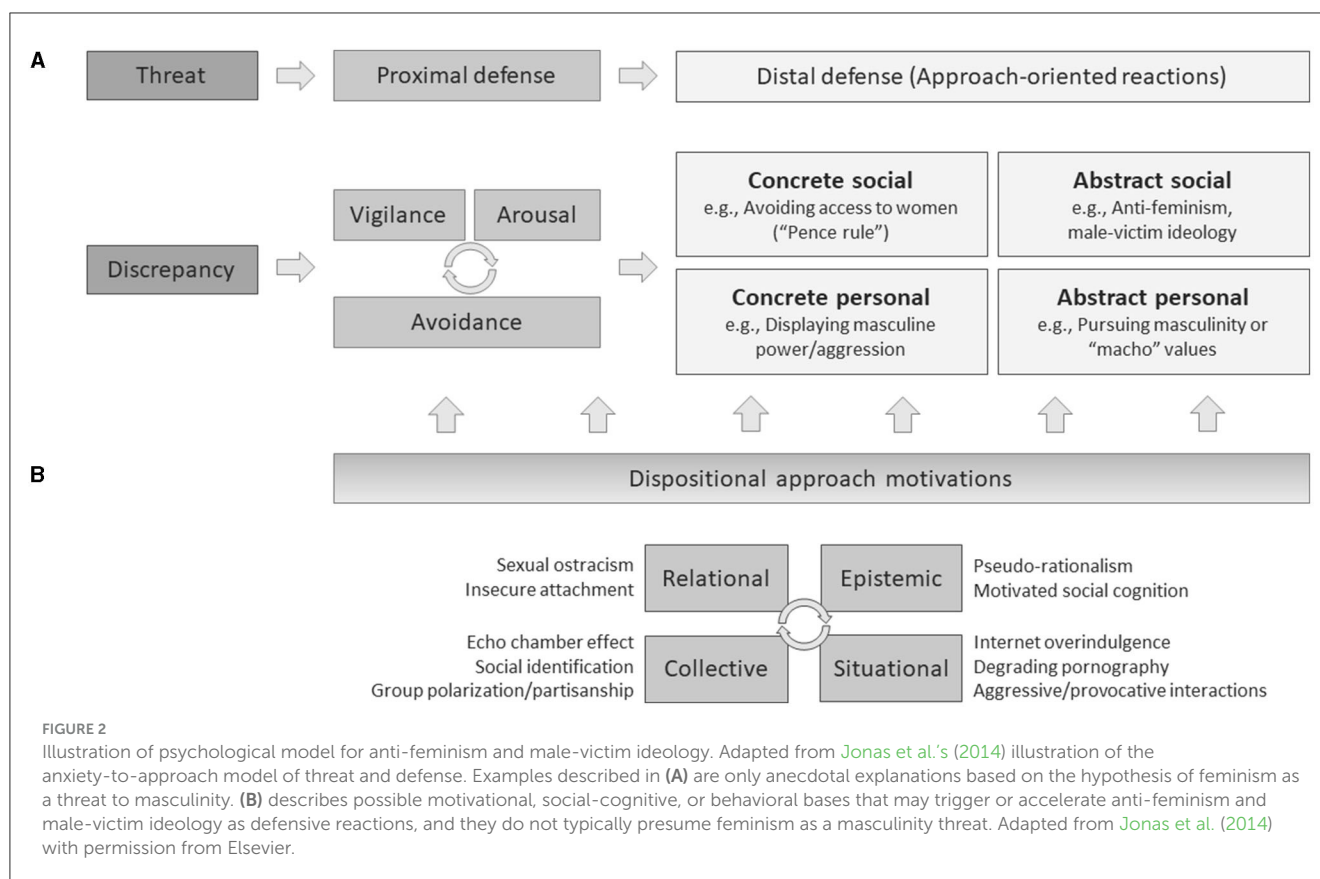 A
Threat
Proximal defense
Distal defense (Approach-oriented reactions)
Discrepancy
Vigilance
Arousal
Avoidance
Concrete social
e.g., Avoiding access to women
(“Pence rule”)
Abstract social
e.g., Anti-feminism,
male-victim ideology
Concrete personal
e.g., Displaying masculine
power/aggression
Abstract personal
e.g., Pursuing masculinity or
“macho” values
B
Dispositional approach motivations
Sexual ostracism
Insecure attachment
Relational
Epistemic
Pseudo-rationalism
Motivated social cognition
Echo chamber effect
Social identification
Group polarization/partisanship
Collective
Situational
Internet overindulgence
Degrading pornography
Aggressive/provocative interactions
FIGURE 2
Illustration of psychological model for anti-feminism and male-victim ideology. Adapted from Jonas et al.’s (2014) illustration of the
anxiety-to-approach model of threat and defense. Examples described in (A) are only anecdotal explanations based on the hypothesis of feminism as
a threat to masculinity. (B) describes possible motivational, social-cognitive, or behavioral bases that may trigger or accelerate anti-feminism and
male-victim ideology as defensive reactions, and they do not typically presume feminism as a masculinity threat. Adapted from Jonas et al. (2014)
with permission from Elsevier.